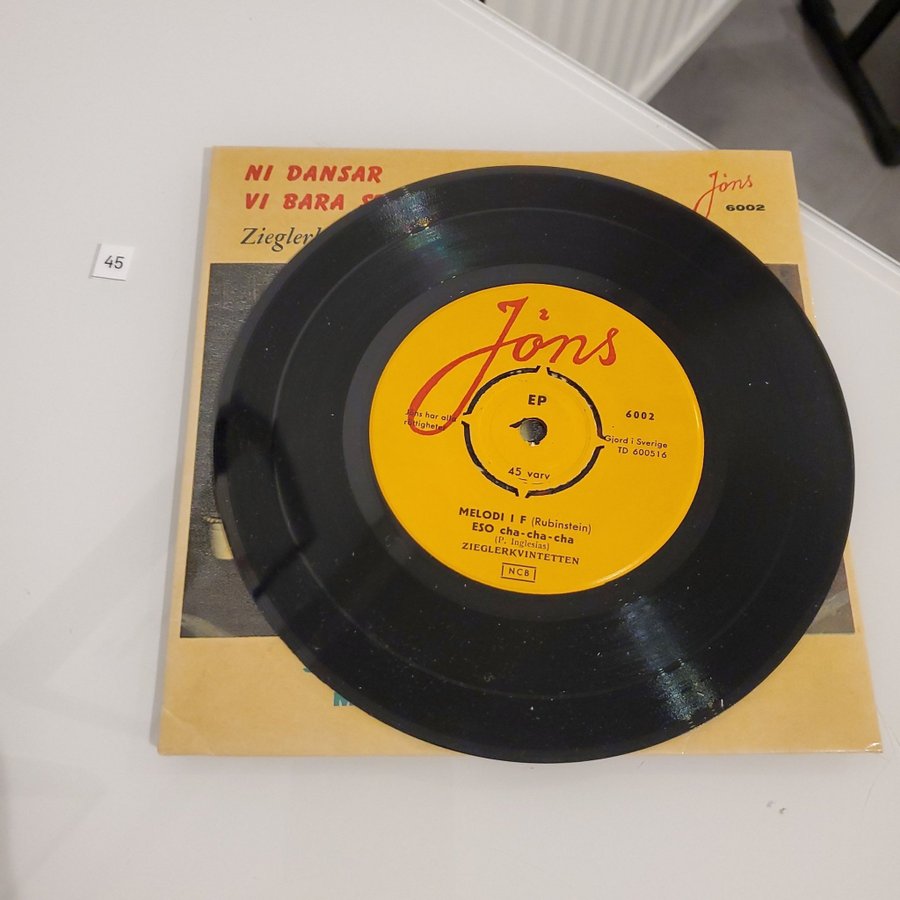 NI DANSAR
VI BARA
Jöns
6002
45
Jöns
EP
6002
Jöns har alla
rättigheter
Gjord i Sverige
TD 600516
45 varv
MELODI I F (Rubinstein)
ESO cha-cha-cha
(P. Inglesias)
ZIEGLERKVINTETTEN
NCB